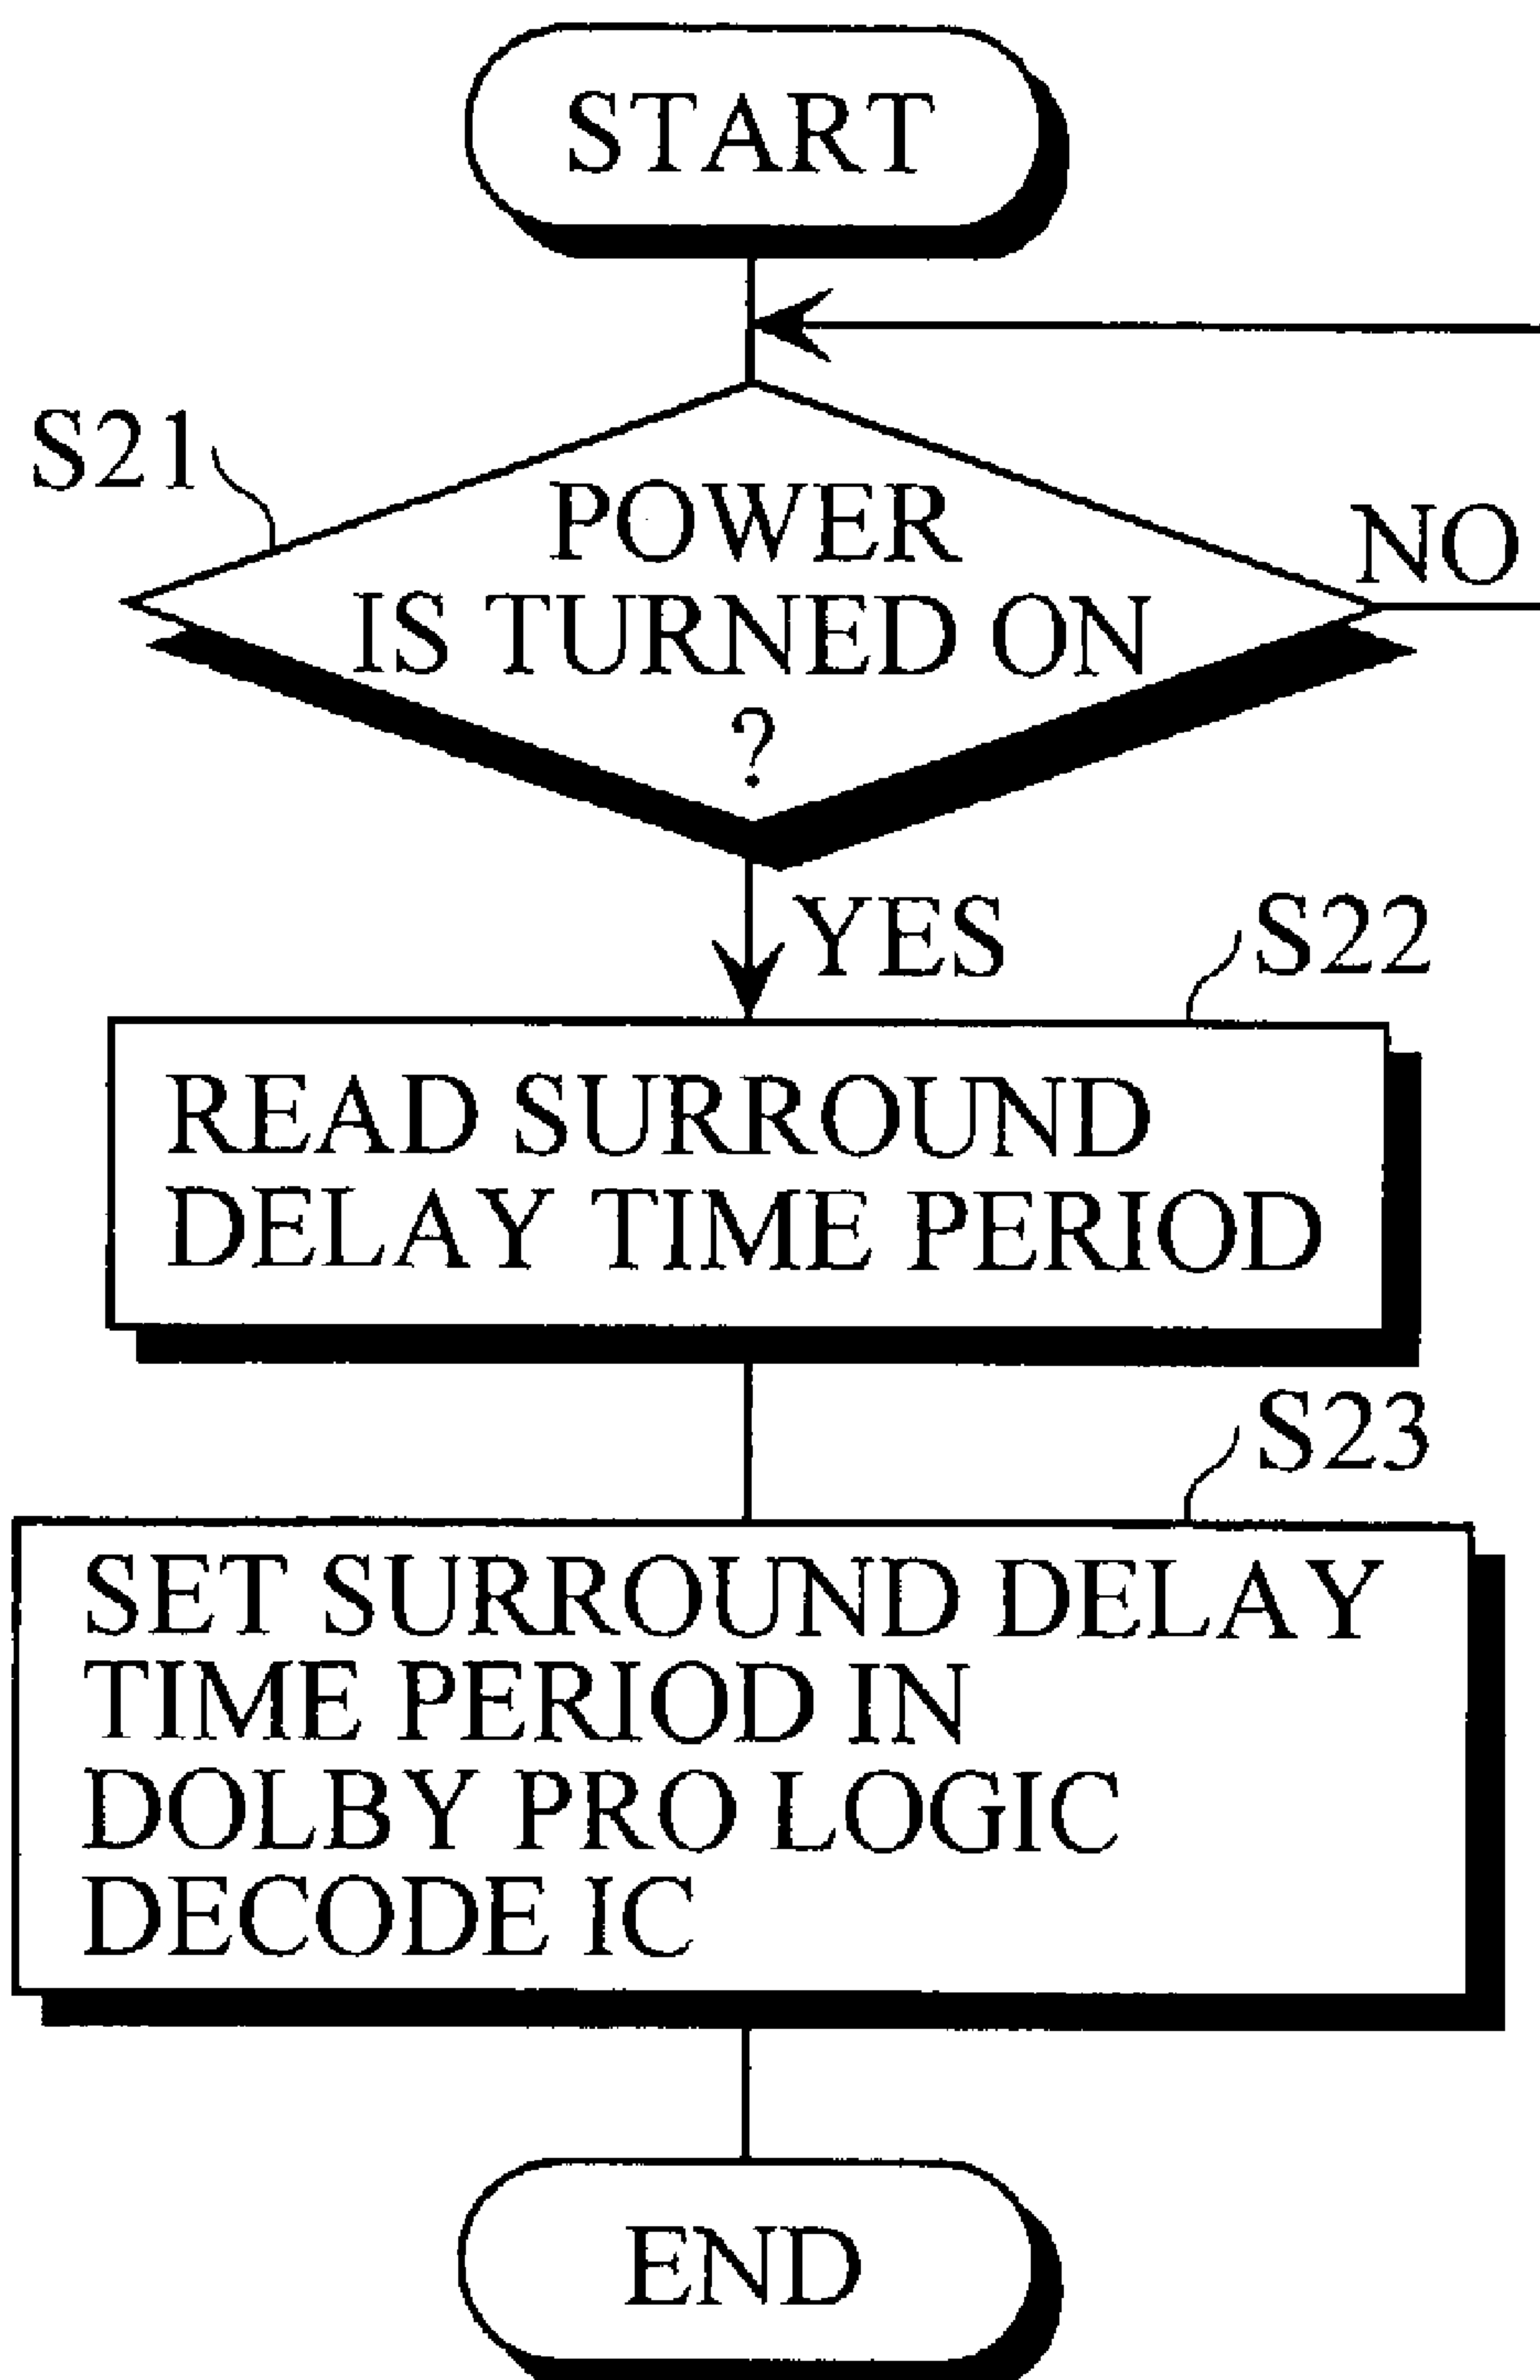 START
S21
POWER
IS TURNED ON
?
NO
YES
S22
READ SURROUND
DELAY TIME PERIOD
S23
SET SURROUND DELAY
TIME PERIOD IN
DOLBY PRO LOGIC
DECODE IC
END